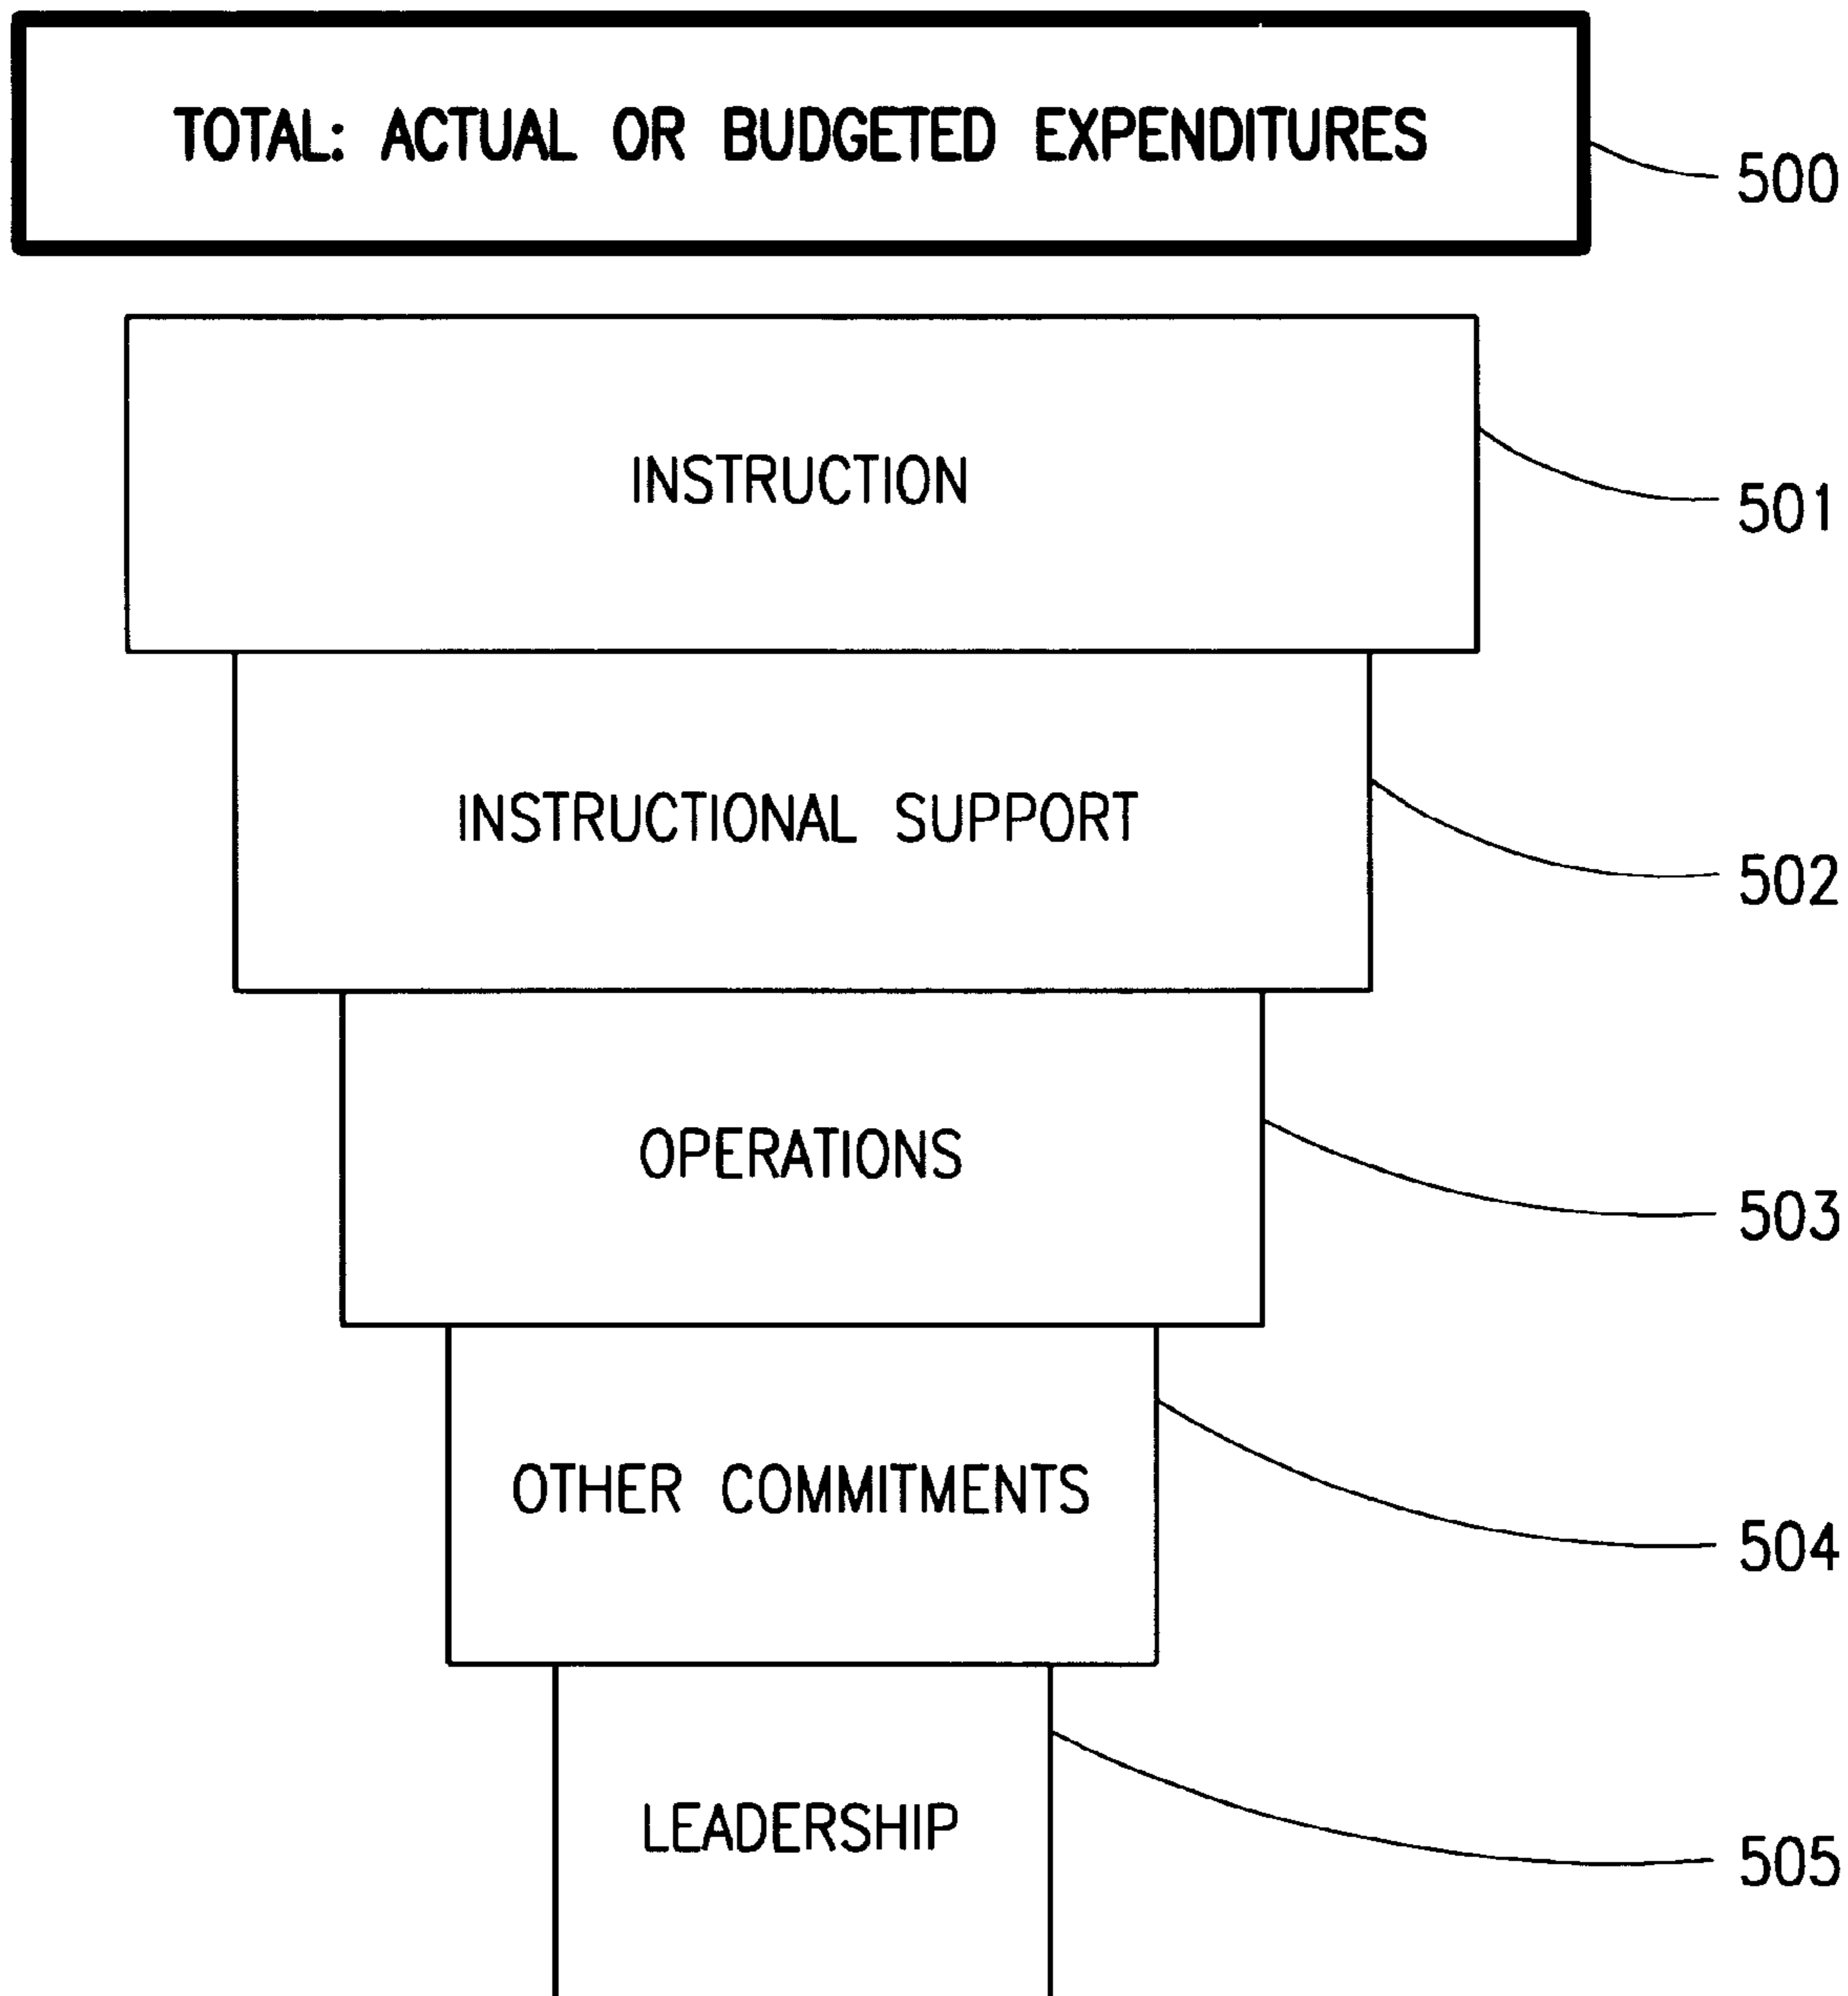 TOTAL: ACTUAL OR BUDGETED EXPENDITURES
500
INSTRUCTION
501
INSTRUCTIONAL SUPPORT
502
OPERATIONS
503
OTHER COMMITMENTS
504
LEADERSHIP
505